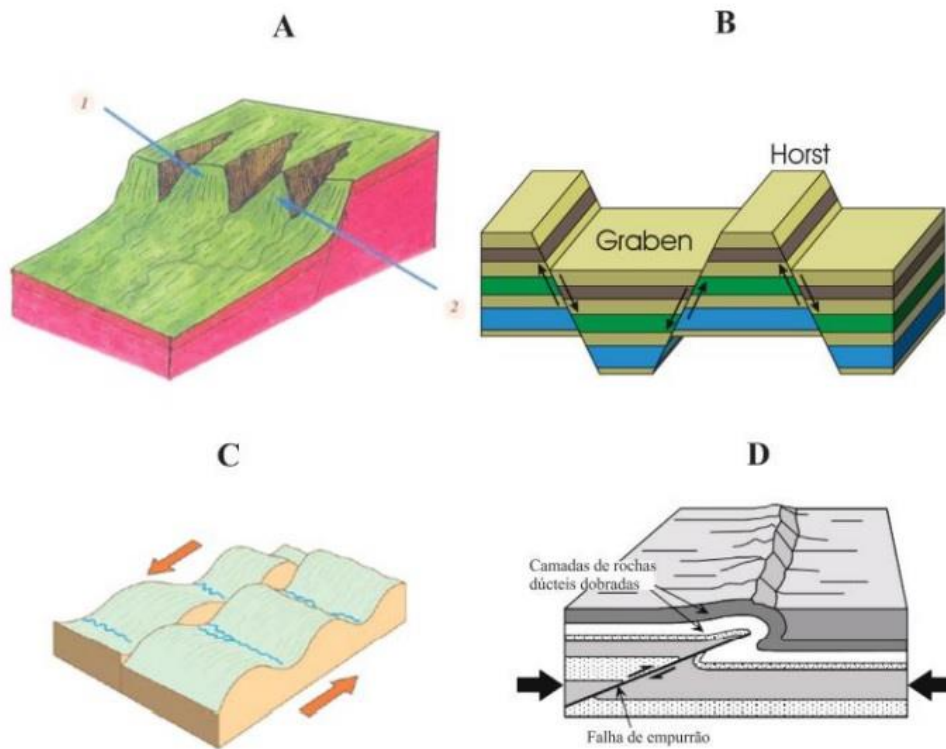 A
B
1
2
Horst
Graben
C
D
Camadas de rochas
dúcteis dobradas
Falha de empurrão